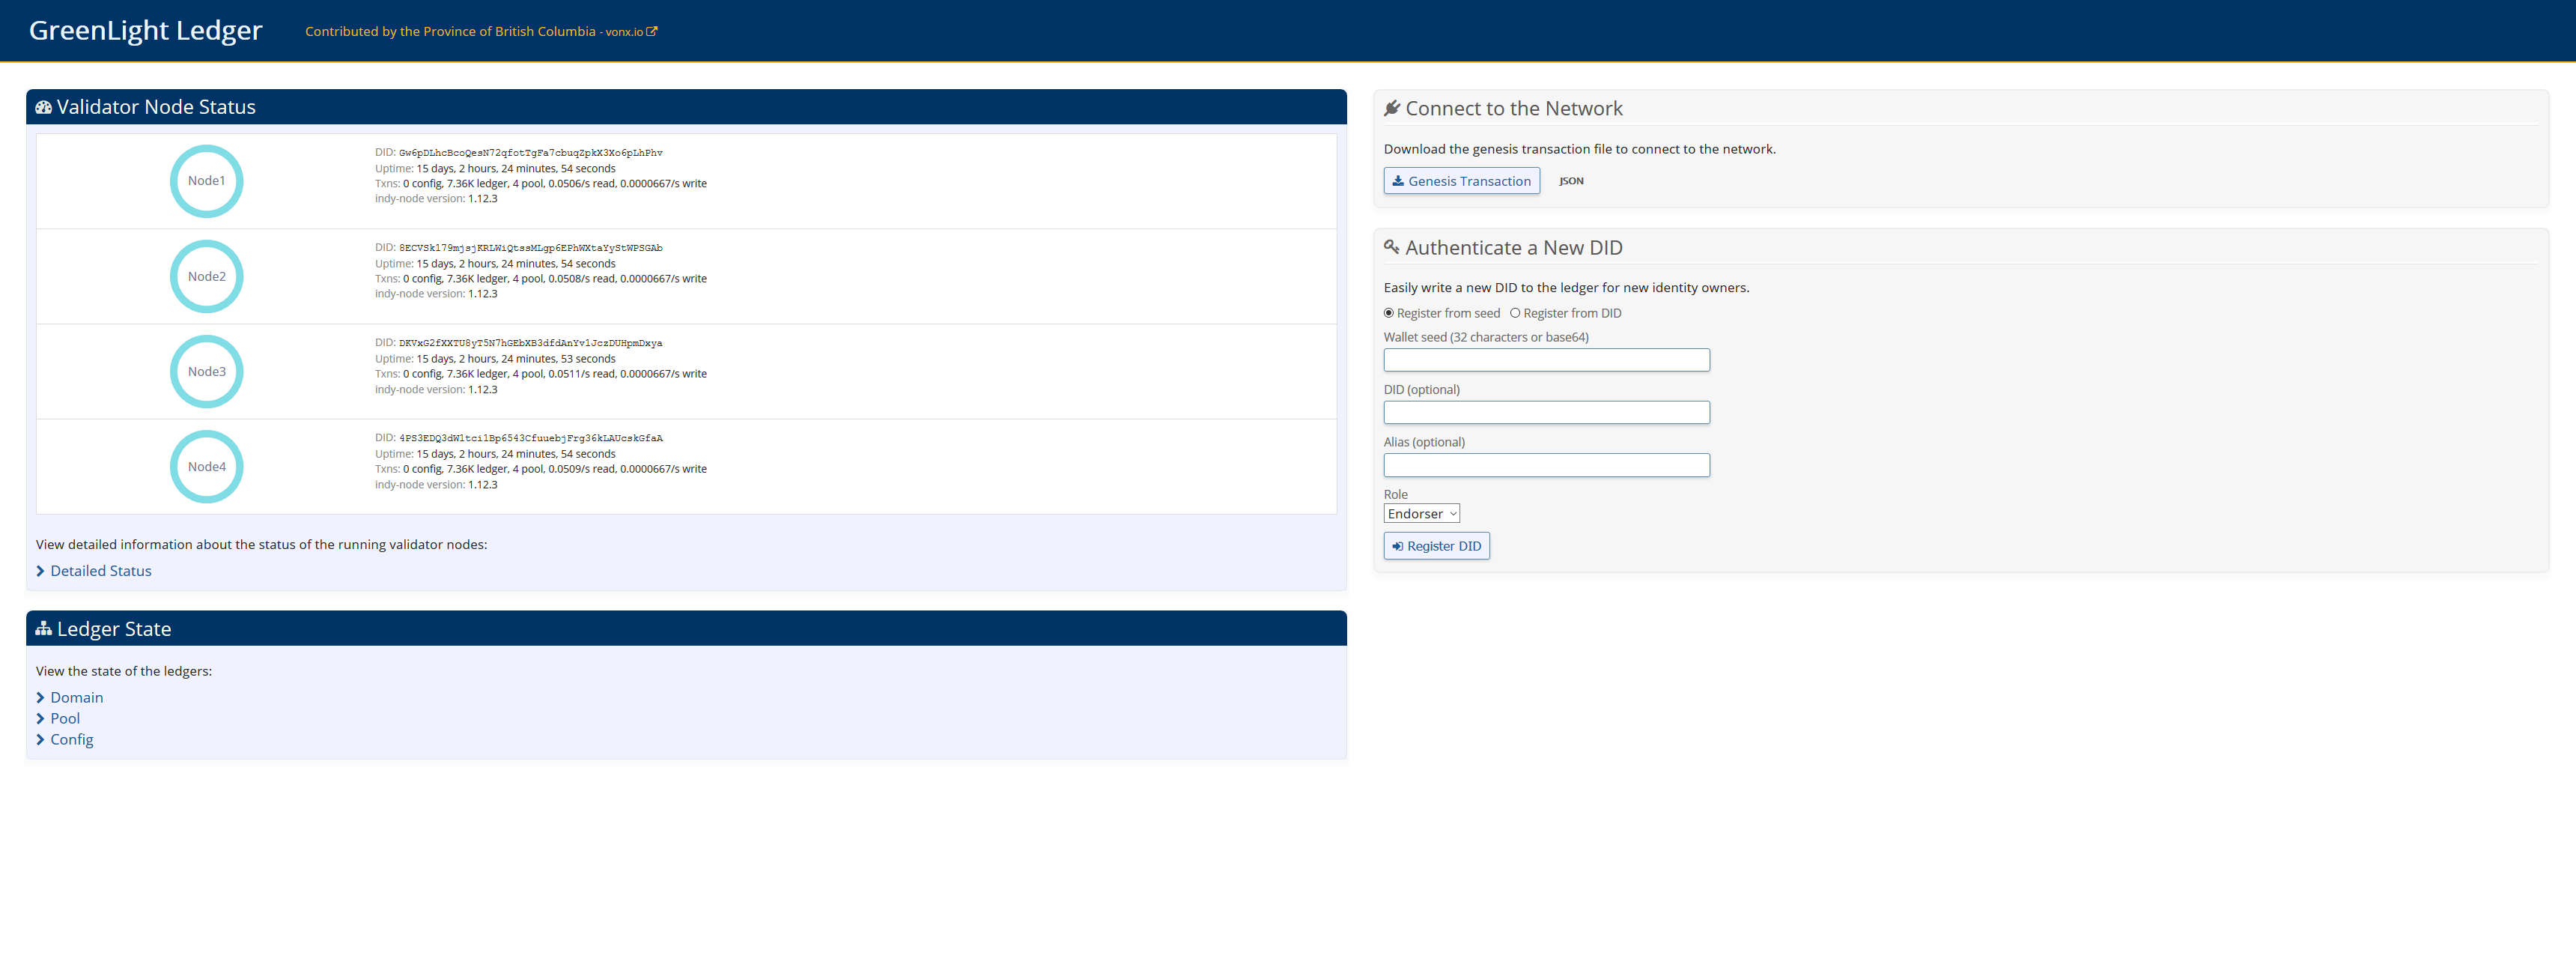 GreenLight Ledger
Contributed by the Province of British Columbia - vonx.io
Validator Node Status
Node1
DID: Gw6pDLhcBcoQesN72qfotTgFa7cbuqZpkX3Xo6pLhPhv
Uptime: 15 days, 2 hours, 24 minutes, 54 seconds
Txns: 0 config, 7.36K ledger, 4 pool, 0.0506/s read, 0.0000667/s write
indy-node version: 1.12.3
Node2
DID: 8ECVSk179mjsjKRLWiQtssMLgp6EPhWXtaYyStWPSGAb
Uptime: 15 days, 2 hours, 24 minutes, 54 seconds
Txns: 0 config, 7.36K ledger, 4 pool, 0.0508/s read, 0.0000667/s write
indy-node version: 1.12.3
Node3
DID: DKVxG2fXXTU8yT5N7hGEbXB3dfdAnYv1JczDUHpmDxya
Uptime: 15 days, 2 hours, 24 minutes, 53 seconds
Txns: 0 config, 7.36K ledger, 4 pool, 0.0511/s read, 0.0000667/s write
indy-node version: 1.12.3
Node4
DID: 4PS3EDQ3dW1tci1Bp6543CfuuebjFrg36kLAUcskGfaA
Uptime: 15 days, 2 hours, 24 minutes, 54 seconds
Txns: 0 config, 7.36K ledger, 4 pool, 0.0509/s read, 0.0000667/s write
indy-node version: 1.12.3
View detailed information about the status of the running validator nodes:
Detailed Status
Ledger State
View the state of the ledgers:
Domain
Pool
Config
Connect to the Network
Download the genesis transaction file to connect to the network.
Genesis Transaction JSON
Authenticate a New DID
Easily write a new DID to the ledger for new identity owners.
Register from seed Register from DID
Wallet seed (32 characters or base64)
DID (optional)
Alias (optional)
Role
Endorser
Register DID